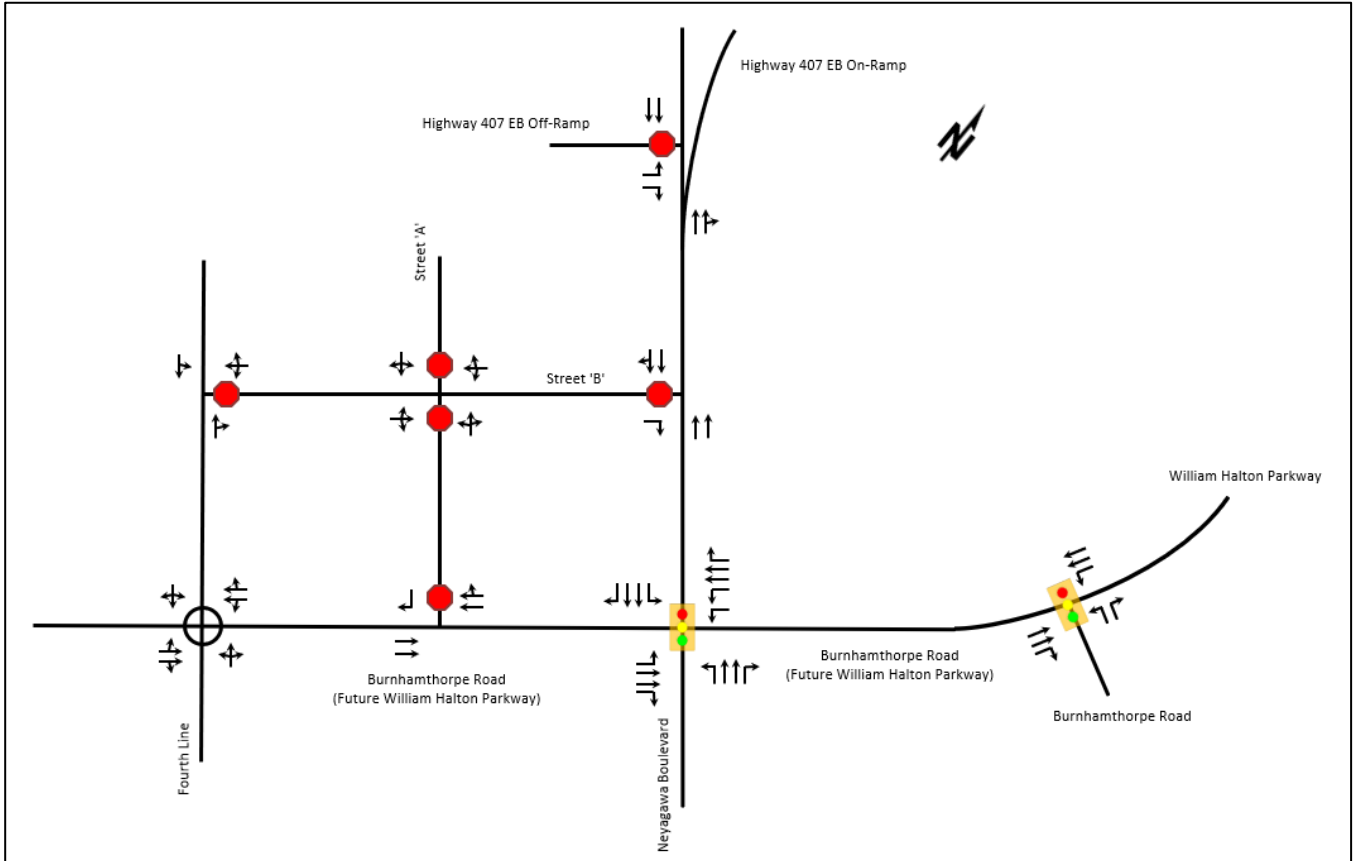 Highway 407 EB On-Ramp
Highway 407 EB Off-Ramp
N
Street 'A'
Street 'B'
William Halton Parkway
Burnhamthorpe Road
(Future William Halton Parkway)
Burnhamthorpe Road
(Future William Halton Parkway)
Burnhamthorpe Road
Fourth Line
Neyagawa Boulevard